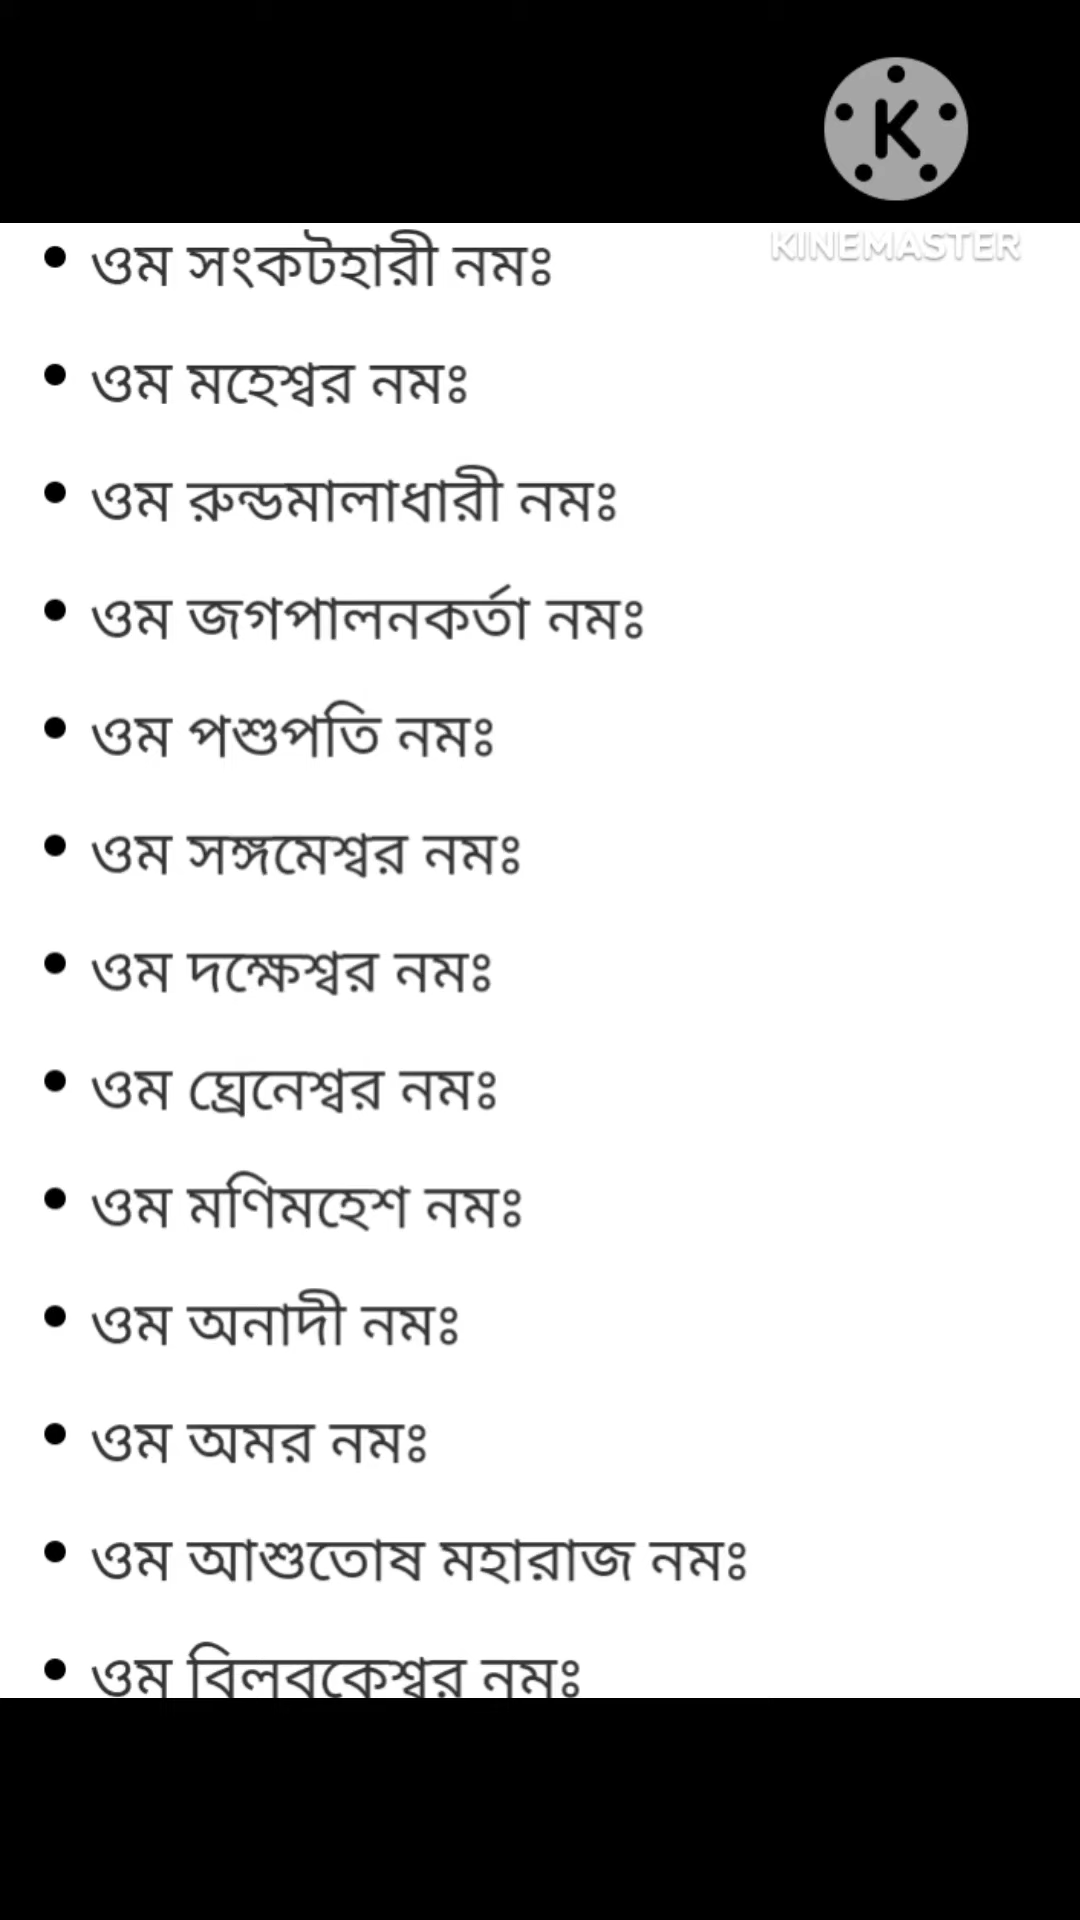 K
KINEMASTER
• ওম সংকটহারী নমঃ
• ওম মহেশ্বর নমঃ
• ওম রুন্ডমালাধারী নমঃ
• ওম জগপালনকর্তা নমঃ
• ওম পশুপতি নমঃ
• ওম সঙ্গমেশ্বর নমঃ
• ওম দক্ষেশ্বর নমঃ
• ওম ঘ্রেনেশ্বর নমঃ
• ওম মণিমহেশ নমঃ
• ওম অনাদী নমঃ
• ওম অমর নমঃ
• ওম আশুতোষ মহারাজ নমঃ
• ওম বিলবকেশ্বর নমঃ